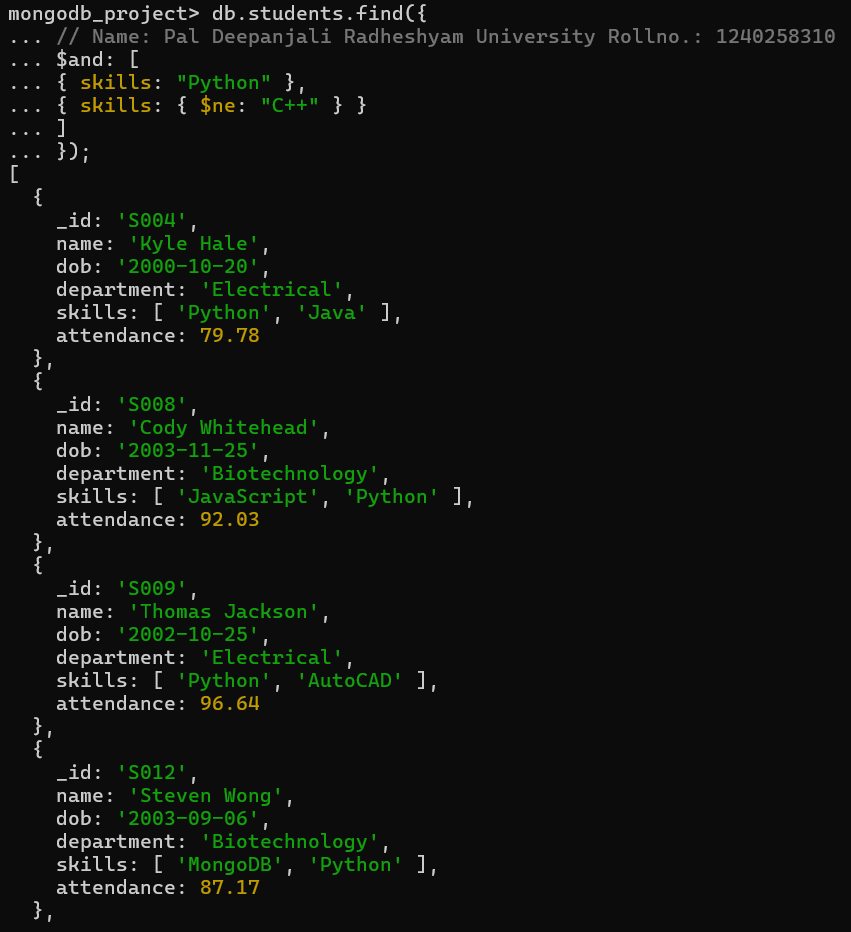 mongodb_project> db.students.find({
... // Name: Pal Deepanjali Radheshyam University Rollno.: 1240258310
... $and: [
... { skills: "Python" },
... { skills: { $ne: "C++" } }
... ]
... });
[
  {
    _id: 'S004',
    name: 'Kyle Hale',
    dob: '2000-10-20',
    department: 'Electrical',
    skills: [ 'Python', 'Java' ],
    attendance: 79.78
  },
  {
    _id: 'S008',
    name: 'Cody Whitehead',
    dob: '2003-11-25',
    department: 'Biotechnology',
    skills: [ 'JavaScript', 'Python' ],
    attendance: 92.03
  },
  {
    _id: 'S009',
    name: 'Thomas Jackson',
    dob: '2002-10-25',
    department: 'Electrical',
    skills: [ 'Python', 'AutoCAD' ],
    attendance: 96.64
  },
  {
    _id: 'S012',
    name: 'Steven Wong',
    dob: '2003-09-06',
    department: 'Biotechnology',
    skills: [ 'MongoDB', 'Python' ],
    attendance: 87.17
  },